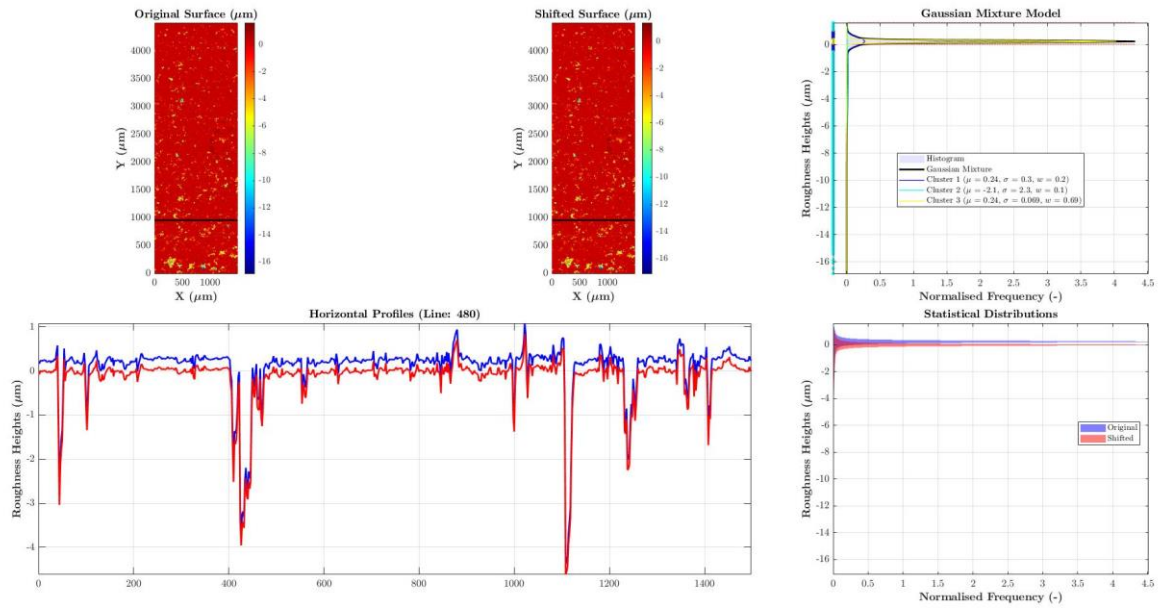 Original Surface (μm)
4000
3500
3000
2500
2000
1500
1000
500
0
Y (μm)
0 500 1000
X (μm)
0
-2
-4
-6
-8
-10
-12
-14
-16
Shifted Surface (μm)
4000
3500
3000
2500
2000
1500
1000
500
0
Y (μm)
0 500 1000
X (μm)
0
-2
-4
-6
-8
-10
-12
-14
-16
Gaussian Mixture Model
0
-2
-4
-6
-8
-10
-12
-14
-16
Roughness Heights (μm)
Histogram
Gaussian Mixture
Cluster 1 (μ = 0.24, σ = 0.3, w = 0.2)
Cluster 2 (μ = -2.1, σ = 2.3, w = 0.1)
Cluster 3 (μ = 0.24, σ = 0.069, w = 0.69)
0 0.5 1 1.5 2 2.5 3 3.5 4 4.5
Normalised Frequency (-)
Horizontal Profiles (Line: 480)
1
0
-1
-2
-3
-4
Roughness Heights (μm)
0 200 400 600 800 1000 1200 1400
Statistical Distributions
0
-2
-4
-6
-8
-10
-12
-14
-16
Roughness Heights (μm)
Original
Shifted
0 0.5 1 1.5 2 2.5 3 3.5 4 4.5
Normalised Frequency (-)